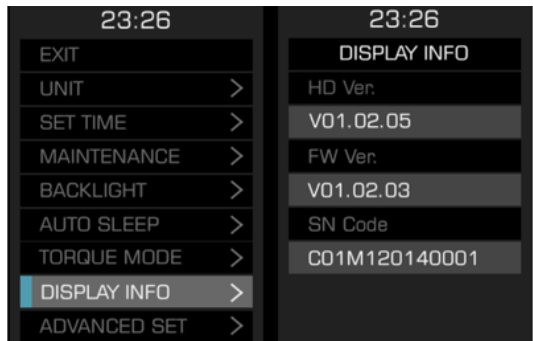 23:26
EXIT
UNIT >
SET TIME >
MAINTENANCE >
BACKLIGHT >
AUTO SLEEP >
TORQUE MODE >
DISPLAY INFO >
ADVANCED SET >
23:26
DISPLAY INFO
HD Ver.
V01.02.05
FW Ver.
V01.02.03
SN Code
C01M120140001